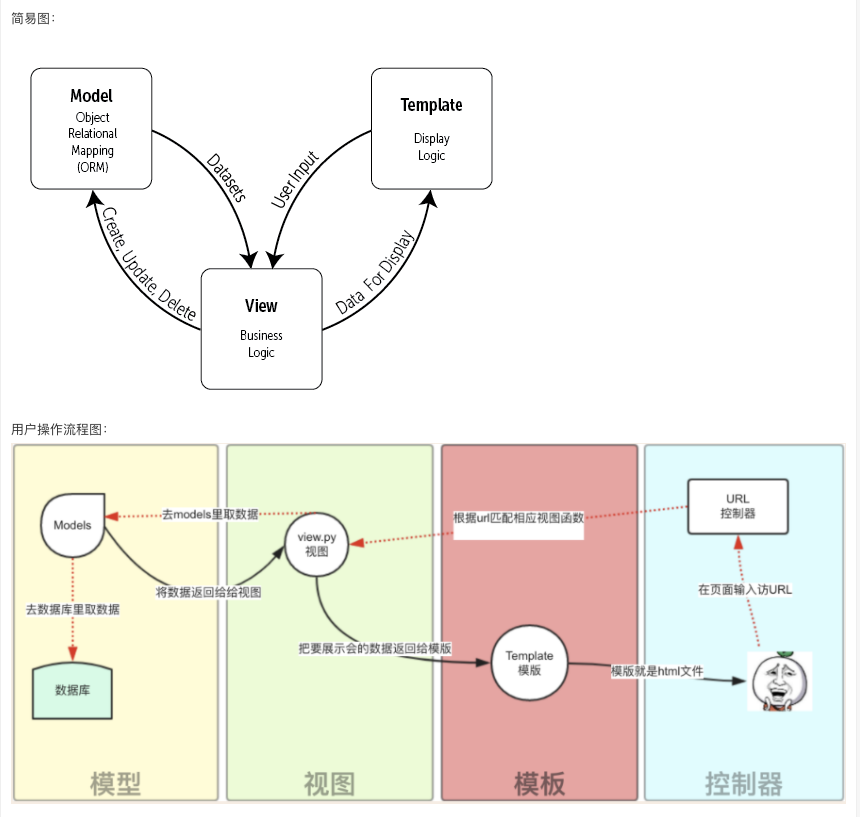 简易图：
Model
Object
Relational
Mapping
(ORM)
Template
Display
Logic
Datasets
User Input
Create, Update, Delete
Data For Display
View
Business
Logic
用户操作流程图：
Models
去models里取数据
view.py
视图
根据url匹配相应视图函数
URL
控制器
将数据返回给给视图
在页面输入访URL
去数据库里取数据
把要展示会的数据返回给模版
Template
模版
模版就是html文件
数据库
模型
视图
模板
控制器